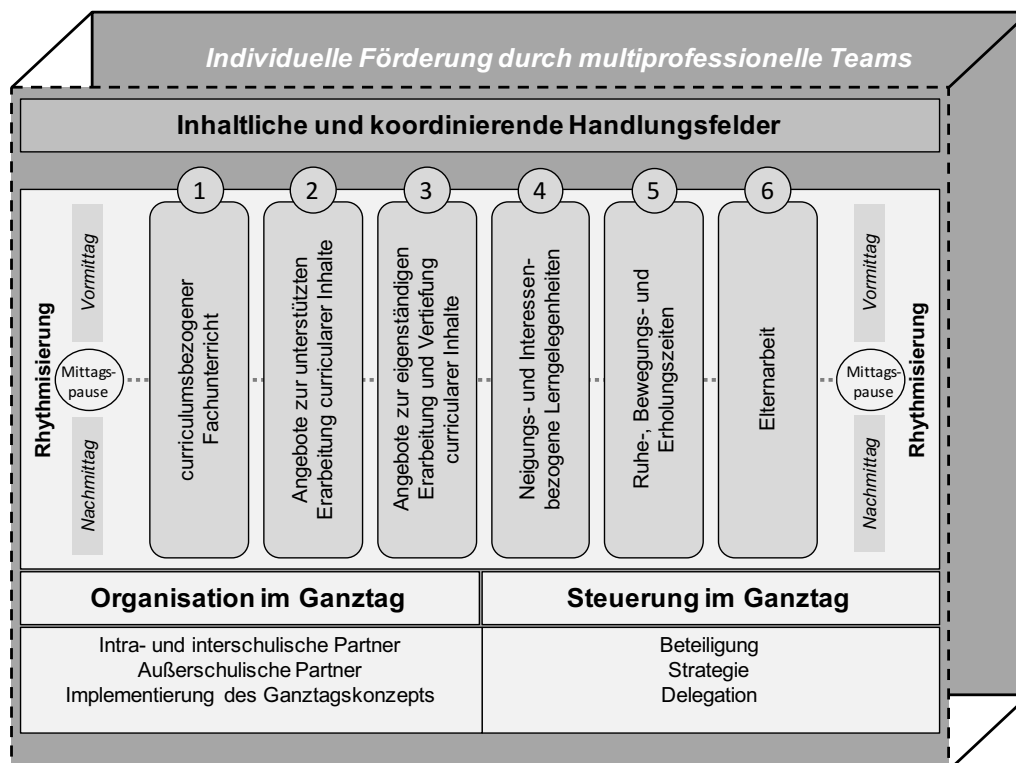 Individuelle Förderung durch multiprofessionelle Teams
Inhaltliche und koordinierende Handlungsfelder
Rhythmisierung
Vormittag
Mittags-
pause
Nachmittag
1
curriculumsbezogener
Fachunterricht
2
Angebote zur unterstützten
Erarbeitung curricularer Inhalte
3
Angebote zur eigenständigen
Erarbeitung und Vertiefung
curricularer Inhalte
4
Neigungs- und Interessen-
bezogene Lerngelegenheiten
5
Ruhe-, Bewegungs- und
Erholungszeiten
6
Elternarbeit
Vormittag
Mittags-
pause
Nachmittag
Rhythmisierung
Organisation im Ganztag
Intra- und interschulische Partner
Außerschulische Partner
Implementierung des Ganztagskonzepts
Steuerung im Ganztag
Beteiligung
Strategie
Delegation